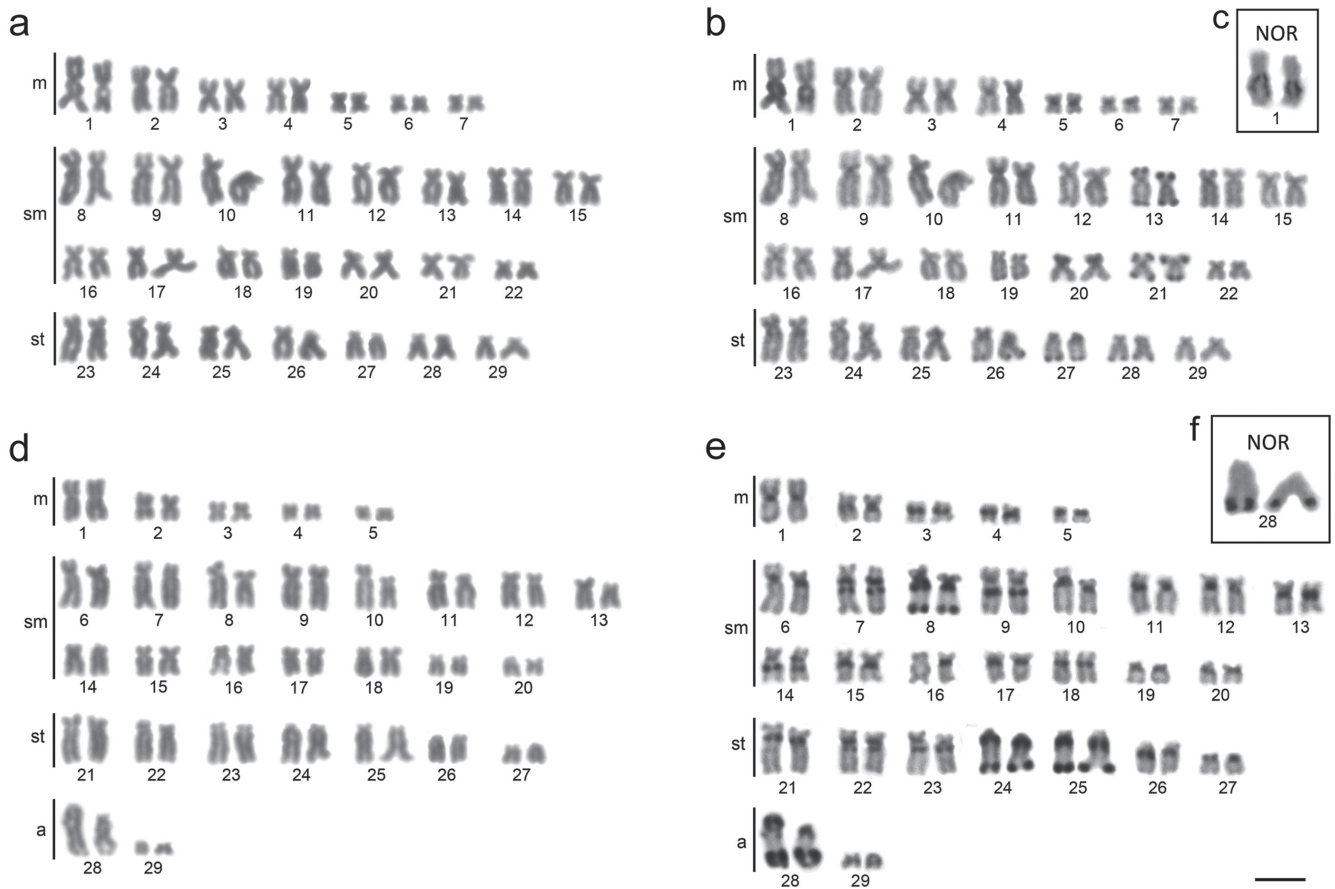 a
m
1 2 3 4 5 6 7
sm
8 9 10 11 12 13 14 15
16 17 18 19 20 21 22
st
23 24 25 26 27 28 29
b
m
1 2 3 4 5 6 7
sm
8 9 10 11 12 13 14 15
16 17 18 19 20 21 22
st
23 24 25 26 27 28 29
c
NOR
1
d
m
1 2 3 4 5
sm
6 7 8 9 10 11 12 13
14 15 16 17 18 19 20
st
21 22 23 24 25 26 27
a
28 29
e
m
1 2 3 4 5
sm
6 7 8 9 10 11 12 13
14 15 16 17 18 19 20
st
21 22 23 24 25 26 27
a
28 29
f
NOR
28